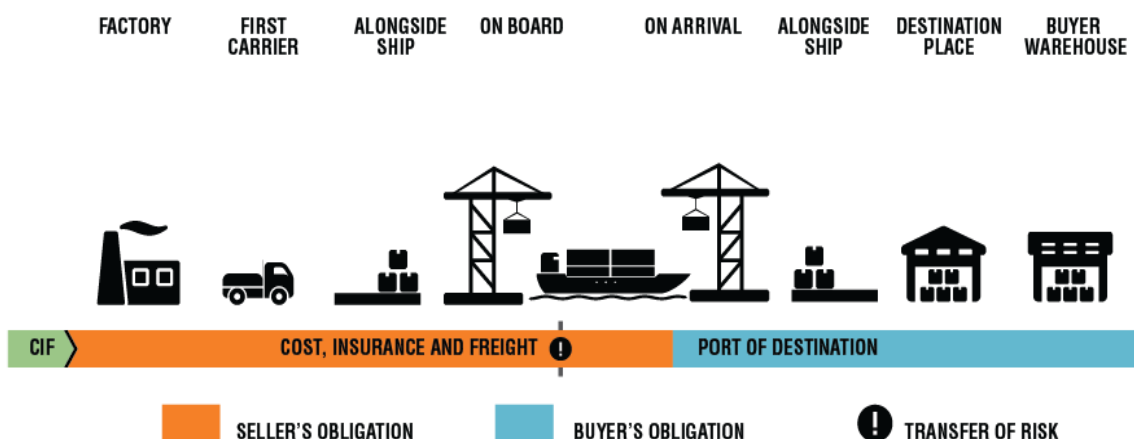 FACTORY
FIRST
CARRIER
ALONGSIDE
SHIP
ON BOARD
ON ARRIVAL
ALONGSIDE
SHIP
DESTINATION
PLACE
BUYER
WAREHOUSE
CIF
COST, INSURANCE AND FREIGHT !
PORT OF DESTINATION
SELLER'S OBLIGATION
BUYER'S OBLIGATION
! TRANSFER OF RISK